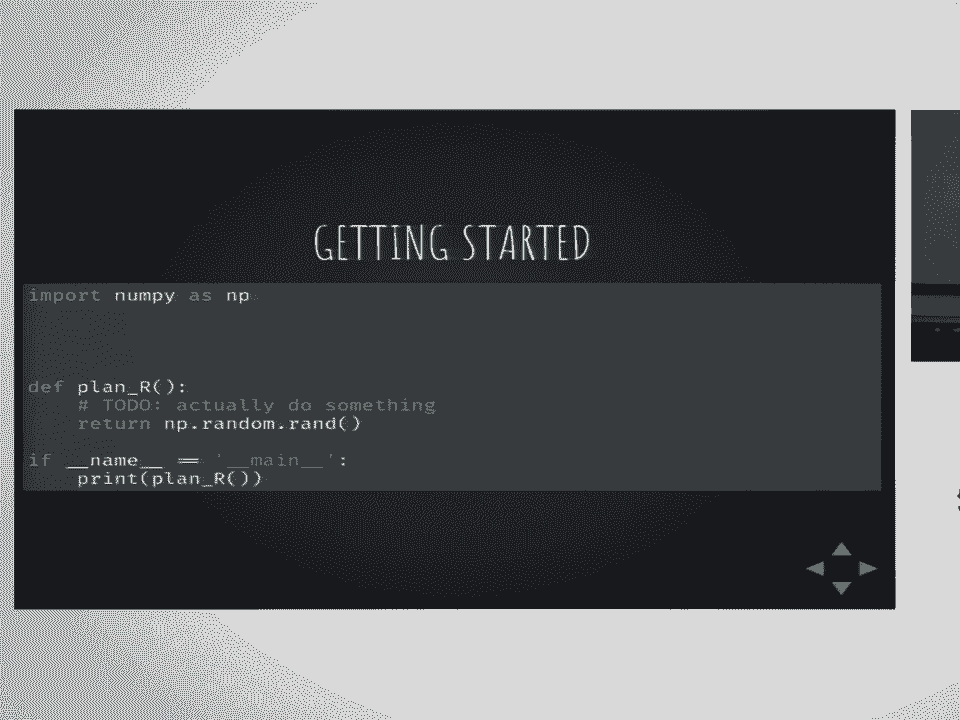 GETTING STARTED
import numpy as np
def plan_R():
    # TODO: actually do something
    return np.random.rand()
if __name__ == '__main__':
    print(plan_R())